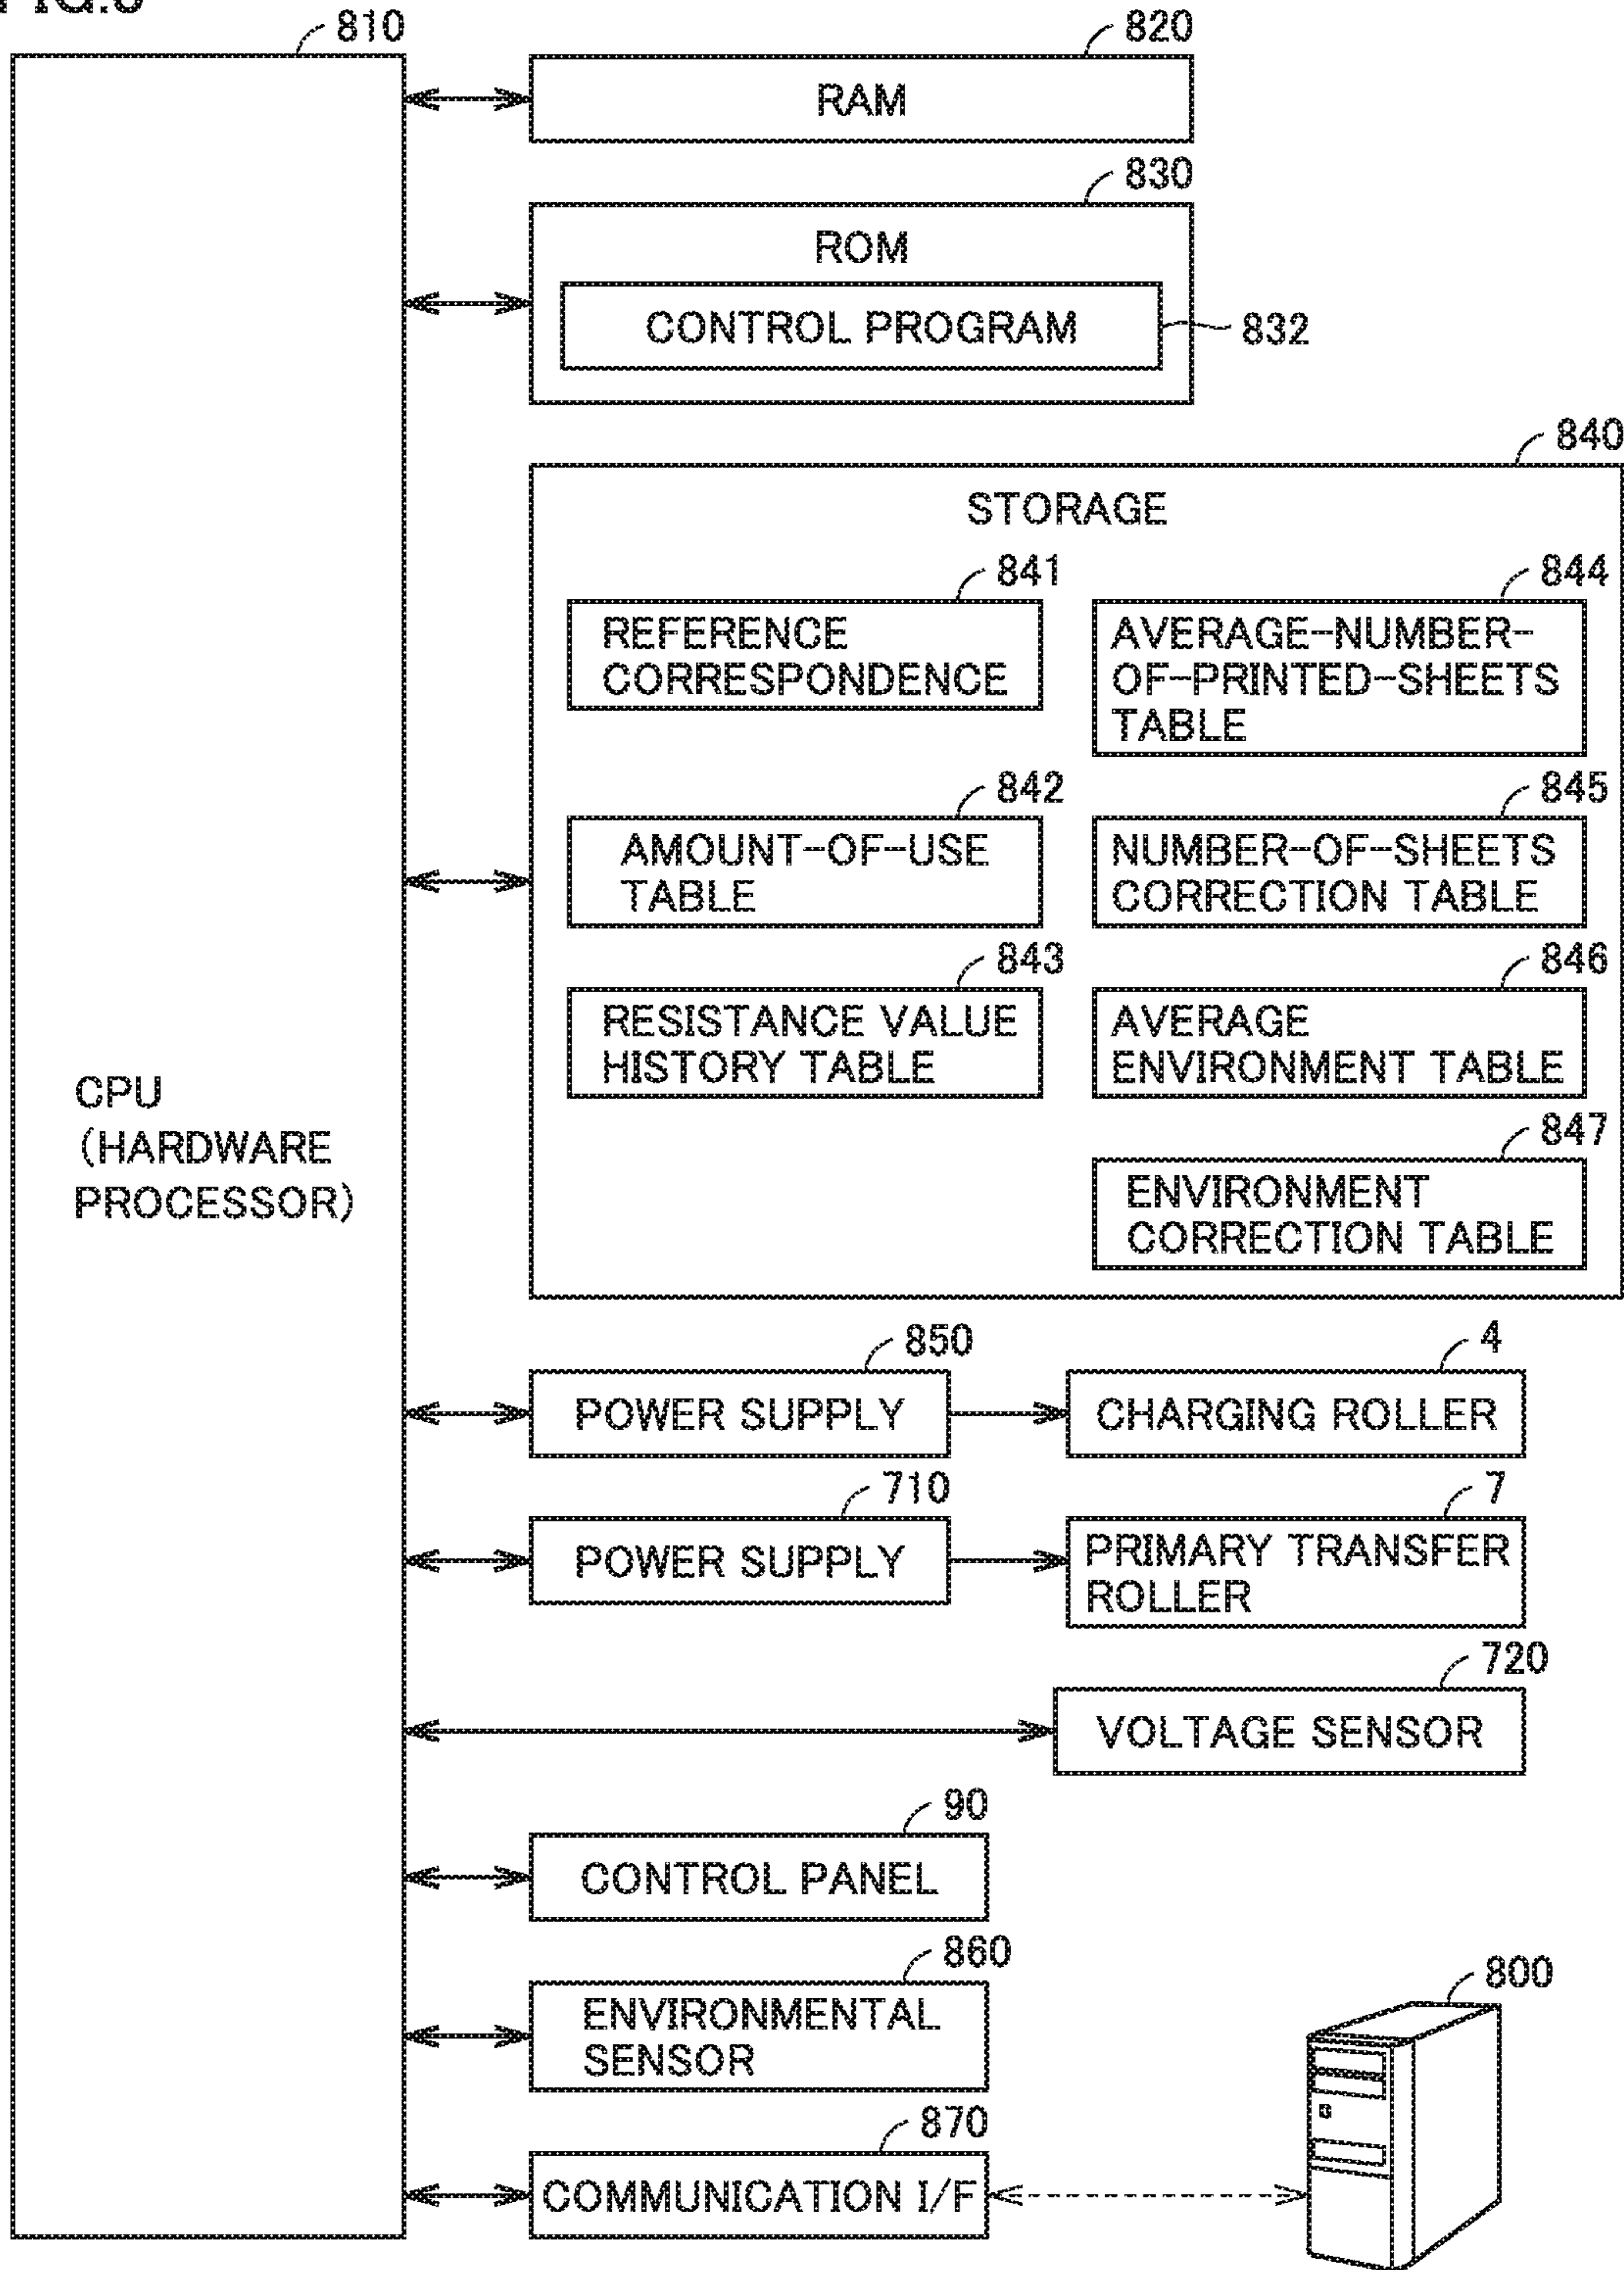 810
820
RAM
830
ROM
CONTROL PROGRAM
832
840
STORAGE
841
REFERENCE
CORRESPONDENCE
844
AVERAGE-NUMBER-
OF-PRINTED-SHEETS
TABLE
842
AMOUNT-OF-USE
TABLE
845
NUMBER-OF-SHEETS
CORRECTION TABLE
843
RESISTANCE VALUE
HISTORY TABLE
846
AVERAGE
ENVIRONMENT TABLE
847
ENVIRONMENT
CORRECTION TABLE
CPU
(HARDWARE
PROCESSOR)
850
POWER SUPPLY
4
CHARGING ROLLER
710
POWER SUPPLY
7
PRIMARY TRANSFER
ROLLER
720
VOLTAGE SENSOR
90
CONTROL PANEL
860
ENVIRONMENTAL
SENSOR
800
870
COMMUNICATION I/F